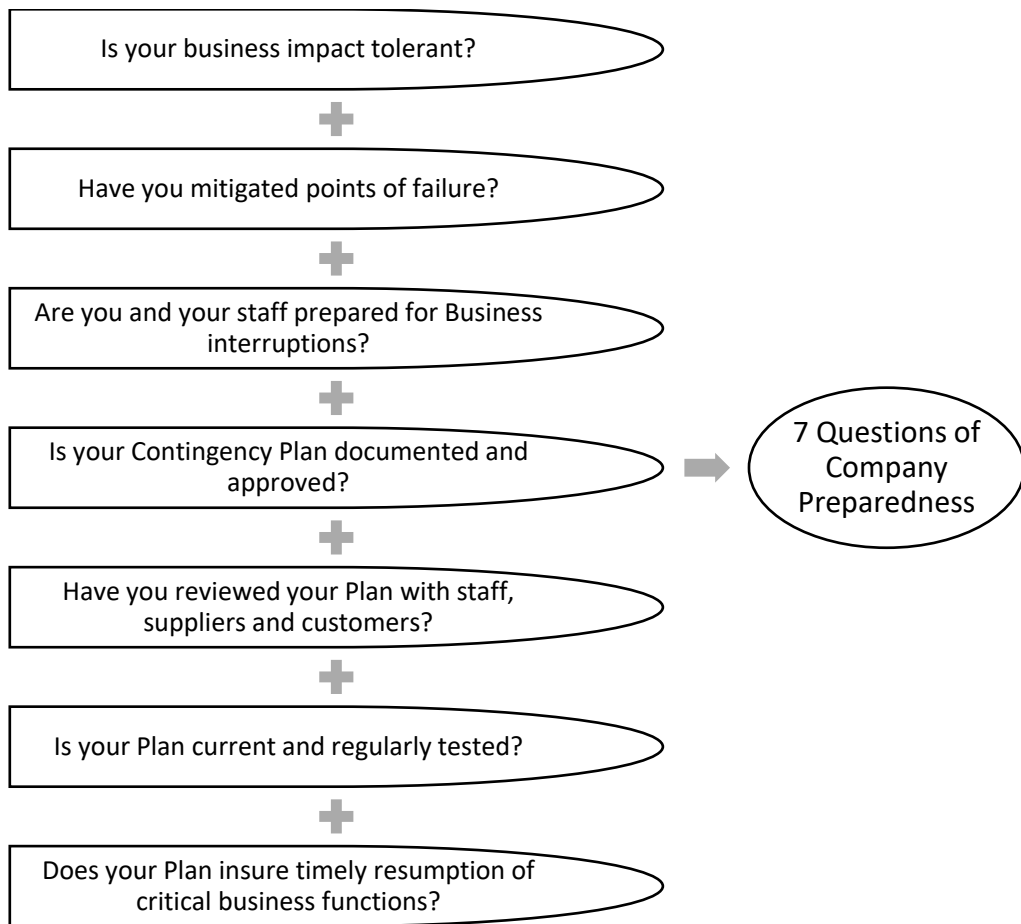 Is your business impact tolerant?
Have you mitigated points of failure?
Are you and your staff prepared for Business
interruptions?
Is your Contingency Plan documented and
approved?
Have you reviewed your Plan with staff,
suppliers and customers?
Is your Plan current and regularly tested?
Does your Plan insure timely resumption of
critical business functions?
7 Questions of
Company
Preparedness